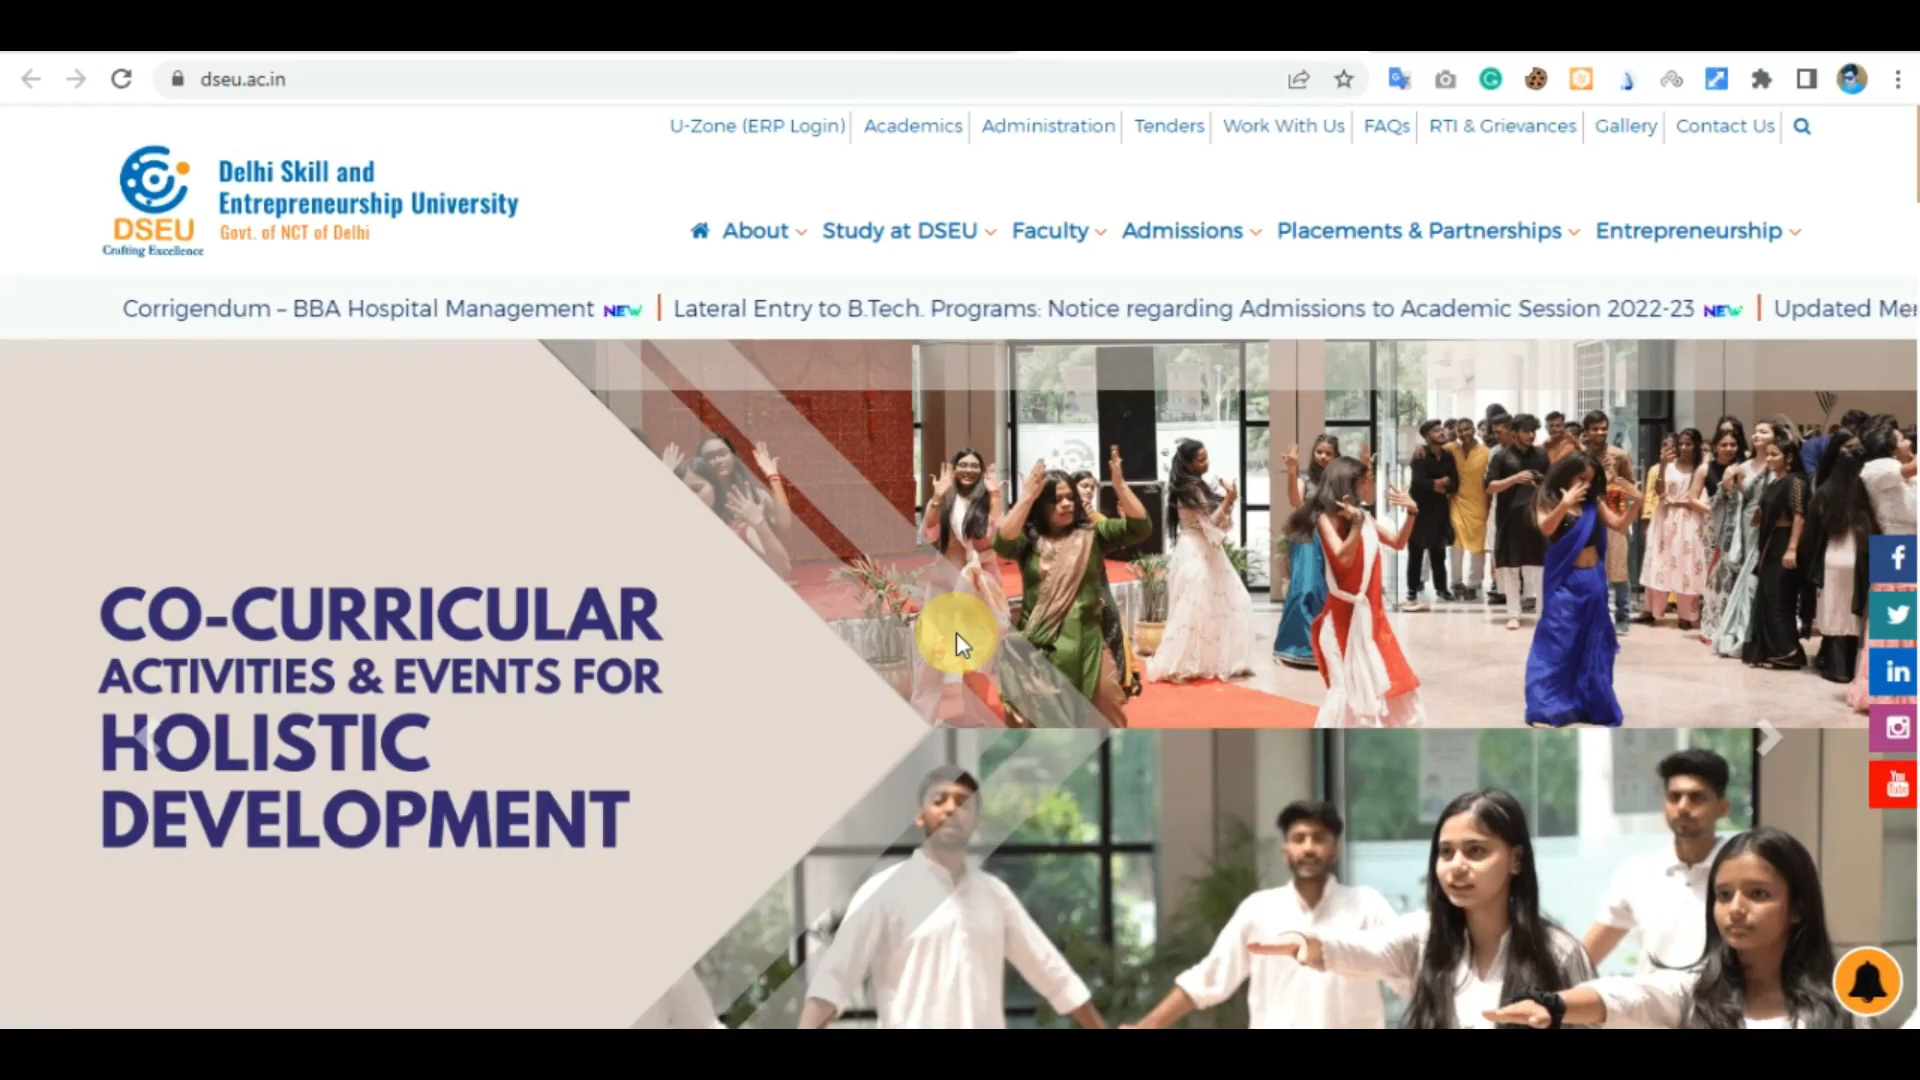 dseu.ac.in
U-Zone (ERP Login) Academics Administration Tenders Work With Us FAQs RTI & Grievances Gallery Contact Us
Delhi Skill and
Entrepreneurship University
Govt. of NCT of Delhi
DSEU
Crafting Excellence
About Study at DSEU Faculty Admissions Placements & Partnerships Entrepreneurship
Corrigendum – BBA Hospital Management NEW Lateral Entry to B.Tech. Programs: Notice regarding Admissions to Academic Session 2022-23 NEW Updated Mer
CO-CURRICULAR
ACTIVITIES & EVENTS FOR
HOLISTIC
DEVELOPMENT
You
Tube